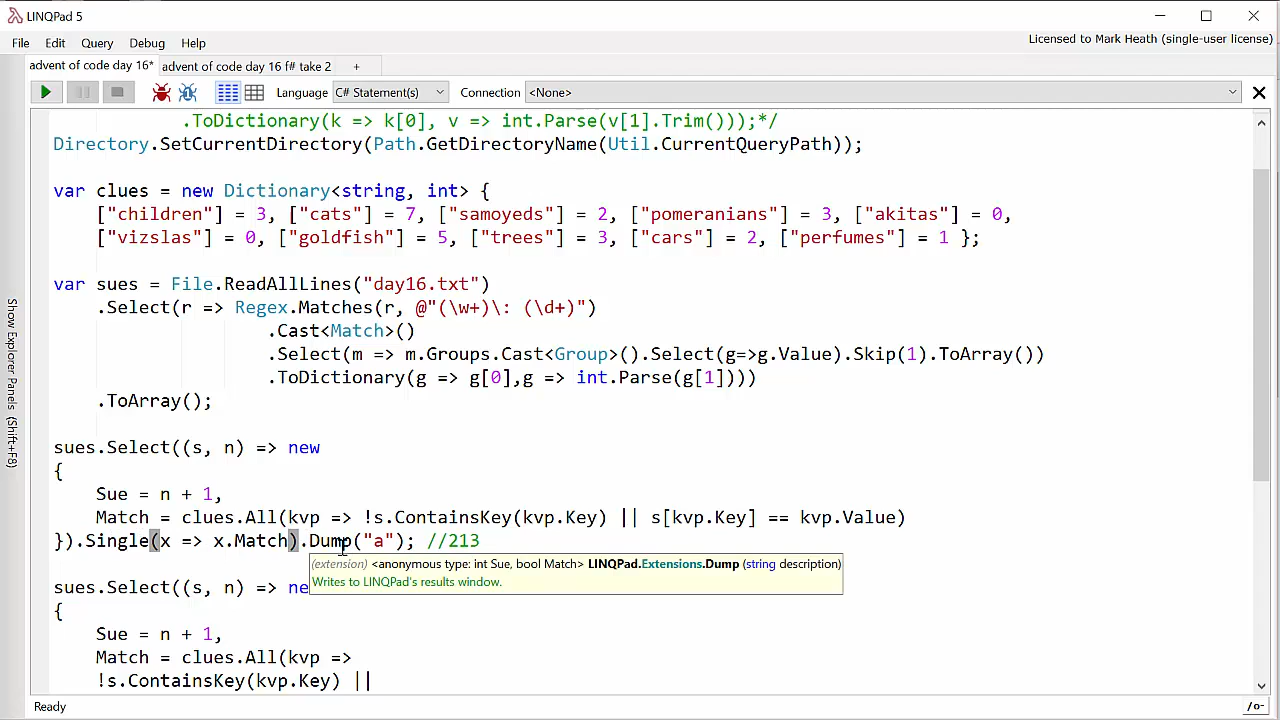 LINQPad 5
File Edit Query Debug Help
Licensed to Mark Heath (single-user license)
advent of code day 16* advent of code day 16 f# take 2 +
Language C# Statement(s) Connection <None>
Show Explorer Panels (Shift+F8)
.ToDictionary(k => k[0], v => int.Parse(v[1].Trim()));*/
Directory.SetCurrentDirectory(Path.GetDirectoryName(Util.CurrentQueryPath));
var clues = new Dictionary<string, int> {
["children"] = 3, ["cats"] = 7, ["samoyeds"] = 2, ["pomeranians"] = 3, ["akitas"] = 0,
["vizslas"] = 0, ["goldfish"] = 5, ["trees"] = 3, ["cars"] = 2, ["perfumes"] = 1 };
var sues = File.ReadAllLines("day16.txt")
.Select(r => Regex.Matches(r, @"(\w+)\: (\d+)")
.Cast<Match>()
.Select(m => m.Groups.Cast<Group>().Select(g=>g.Value).Skip(1).ToArray())
.ToDictionary(g => g[0],g => int.Parse(g[1])))
.ToArray();
sues.Select((s, n) => new
{
Sue = n + 1,
Match = clues.All(kvp => !s.ContainsKey(kvp.Key) || s[kvp.Key] == kvp.Value)
}).Single(x => x.Match).Dump("a"); //213
(extension) <anonymous type: int Sue, bool Match> LINQPad.Extensions.Dump (string description)
Writes to LINQPad's results window.
sues.Select((s, n) => ne
{
Sue = n + 1,
Match = clues.All(kvp =>
!s.ContainsKey(kvp.Key) ||
Ready
/o-